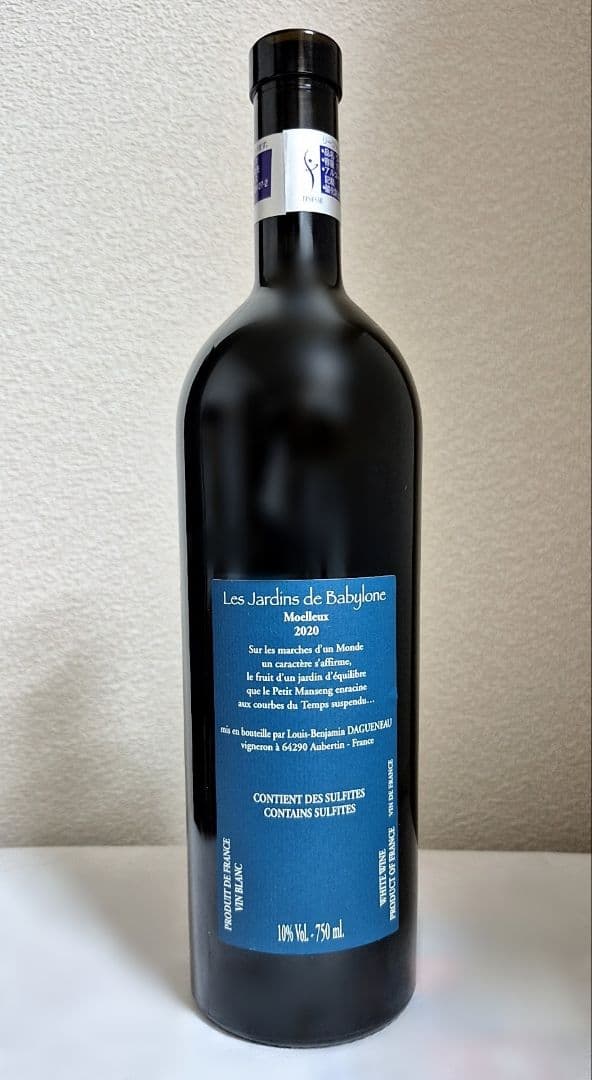 Les Jardins de Babylone
Moelleux
2020
Sur les marches d'un Monde
un caractère s'affirme,
le fruit d'un jardin d'équilibre
que le Petit Manseng enracine
aux courbes du Temps suspendu...
mis en bouteille par Louis-Benjamin DAGUENEAU
vigneron à 64290 Aubertin - France
CONTIENT DES SULFITES
CONTAINS SULFITES
PRODUIT DE FRANCE
VIN BLANC
WHITE WINE
PRODUCT OF FRANCE
VIN DE FRANCE
10% Vol. - 750 ml.